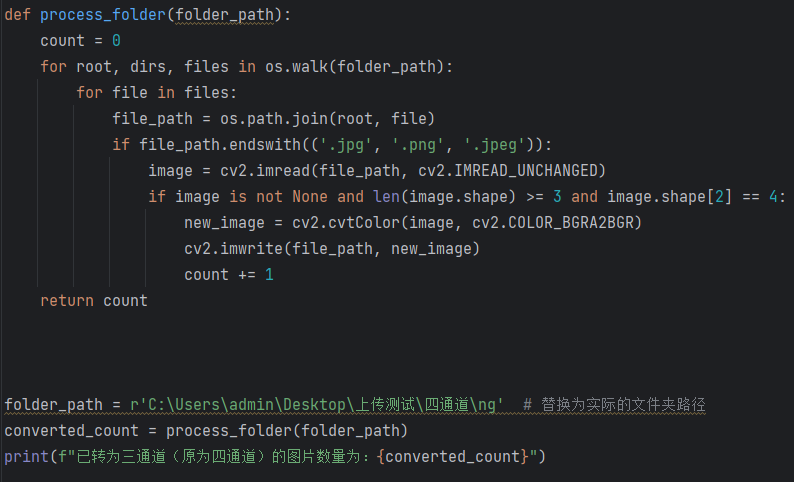 def process_folder(folder_path):
    count = 0
    for root, dirs, files in os.walk(folder_path):
        for file in files:
            file_path = os.path.join(root, file)
            if file_path.endswith(('.jpg', '.png', '.jpeg')):
                image = cv2.imread(file_path, cv2.IMREAD_UNCHANGED)
                if image is not None and len(image.shape) >= 3 and image.shape[2] == 4:
                    new_image = cv2.cvtColor(image, cv2.COLOR_BGRA2BGR)
                    cv2.imwrite(file_path, new_image)
                    count += 1
    return count
folder_path = r'C:\Users\admin\Desktop\上传测试\四通道\ng'  # 替换为实际的文件夹路径
converted_count = process_folder(folder_path)
print(f"已转为三通道（原为四通道）的图片数量为：{converted_count}")